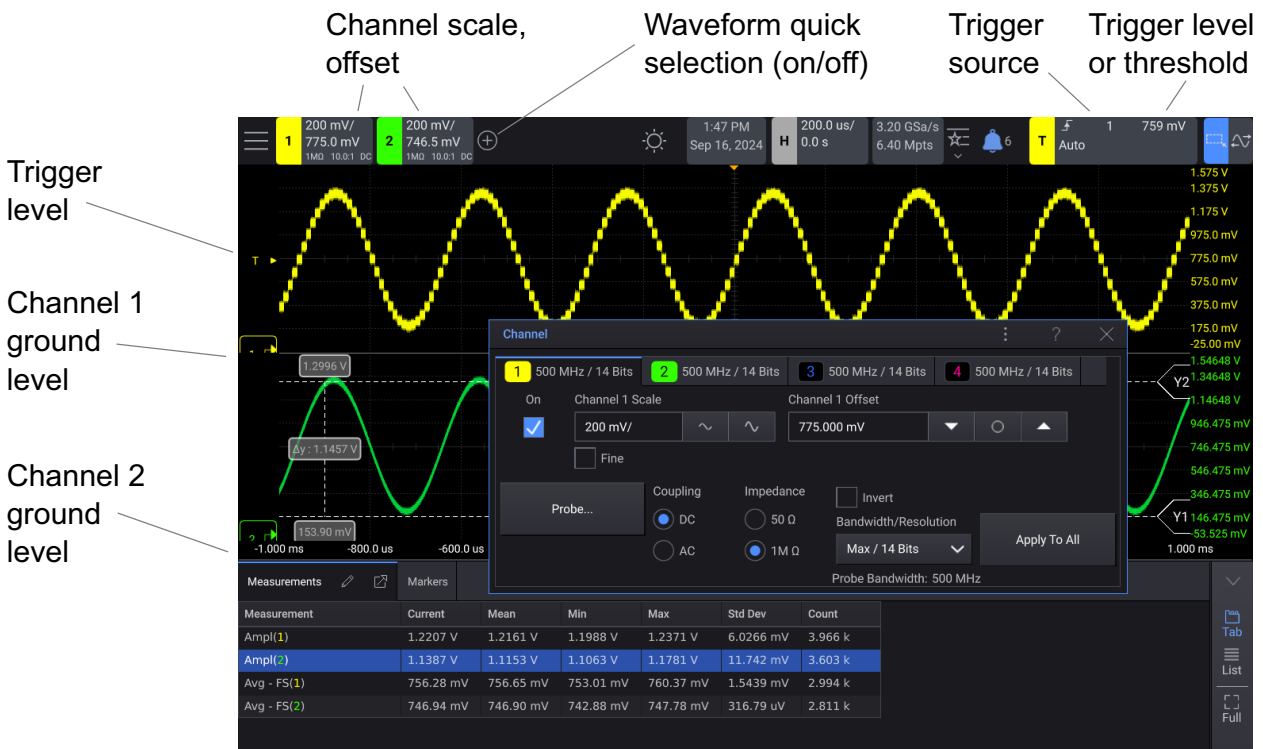 Channel scale,
offset
Waveform quick
selection (on/off)
Trigger
source
Trigger level
or threshold
Trigger
level
Channel 1
ground
level
Channel 2
ground
level
1
200 mV/
775.0 mV
1MΩ 10.0:1 DC
2
200 mV/
746.5 mV
1MΩ 10.0:1 DC
1:47 PM
Sep 16, 2024
H
200.0 us/
0.0 s
3.20 GSa/s
6.40 Mpts
6
T
1 759 mV
Auto
T
1.575 V
1.375 V
1.175 V
975.0 mV
775.0 mV
575.0 mV
375.0 mV
175.0 mV
-25.00 mV
1.2996 V
Δy : 1.1457 V
153.90 mV
2
1.54648 V
Y2
1.34648 V
1.14648 V
946.475 mV
746.475 mV
546.475 mV
346.475 mV
Y1
146.475 mV
-53.525 mV
-1.000 ms
-800.0 us
-600.0 us
1.000 ms
Channel
?
1 500 MHz / 14 Bits
2 500 MHz / 14 Bits
3 500 MHz / 14 Bits
4 500 MHz / 14 Bits
On
Channel 1 Scale
Channel 1 Offset
200 mV/
775.000 mV
Fine
Probe...
Coupling
DC
AC
Impedance
50 Ω
1M Ω
Invert
Bandwidth/Resolution
Max / 14 Bits
Apply To All
Probe Bandwidth: 500 MHz
Measurements
Markers
Measurement Current Mean Min Max Std Dev Count
Ampl(1) 1.2207 V 1.2161 V 1.1988 V 1.2371 V 6.0266 mV 3.966 k
Ampl(2) 1.1387 V 1.1153 V 1.1063 V 1.1781 V 11.742 mV 3.603 k
Avg - FS(1) 756.28 mV 756.65 mV 753.01 mV 760.37 mV 1.5439 mV 2.994 k
Avg - FS(2) 746.94 mV 746.90 mV 742.88 mV 747.78 mV 316.79 uV 2.811 k
Tab
List
Full